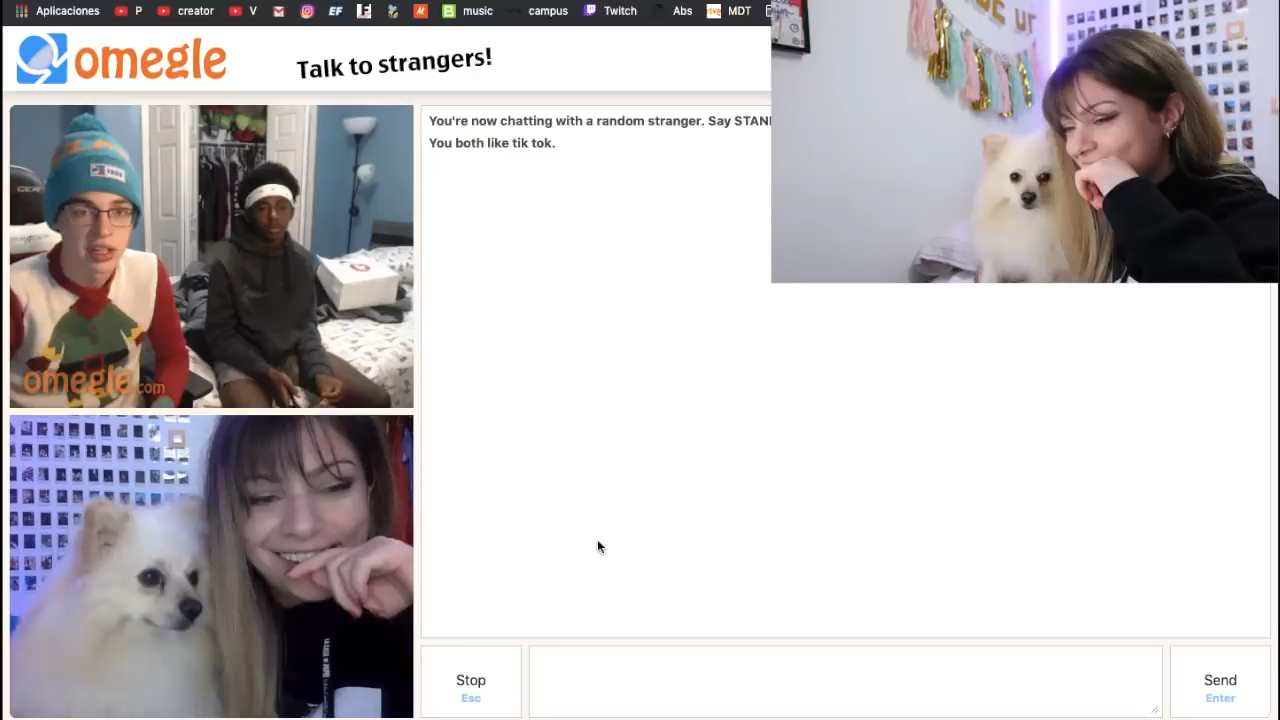 Aplicaciones P creator V EF music campus Twitch Abs MDT
omegle Talk to strangers!
You're now chatting with a random stranger. Say
You both like tik tok.
omegle.com
Stop
Esc
Send
Enter